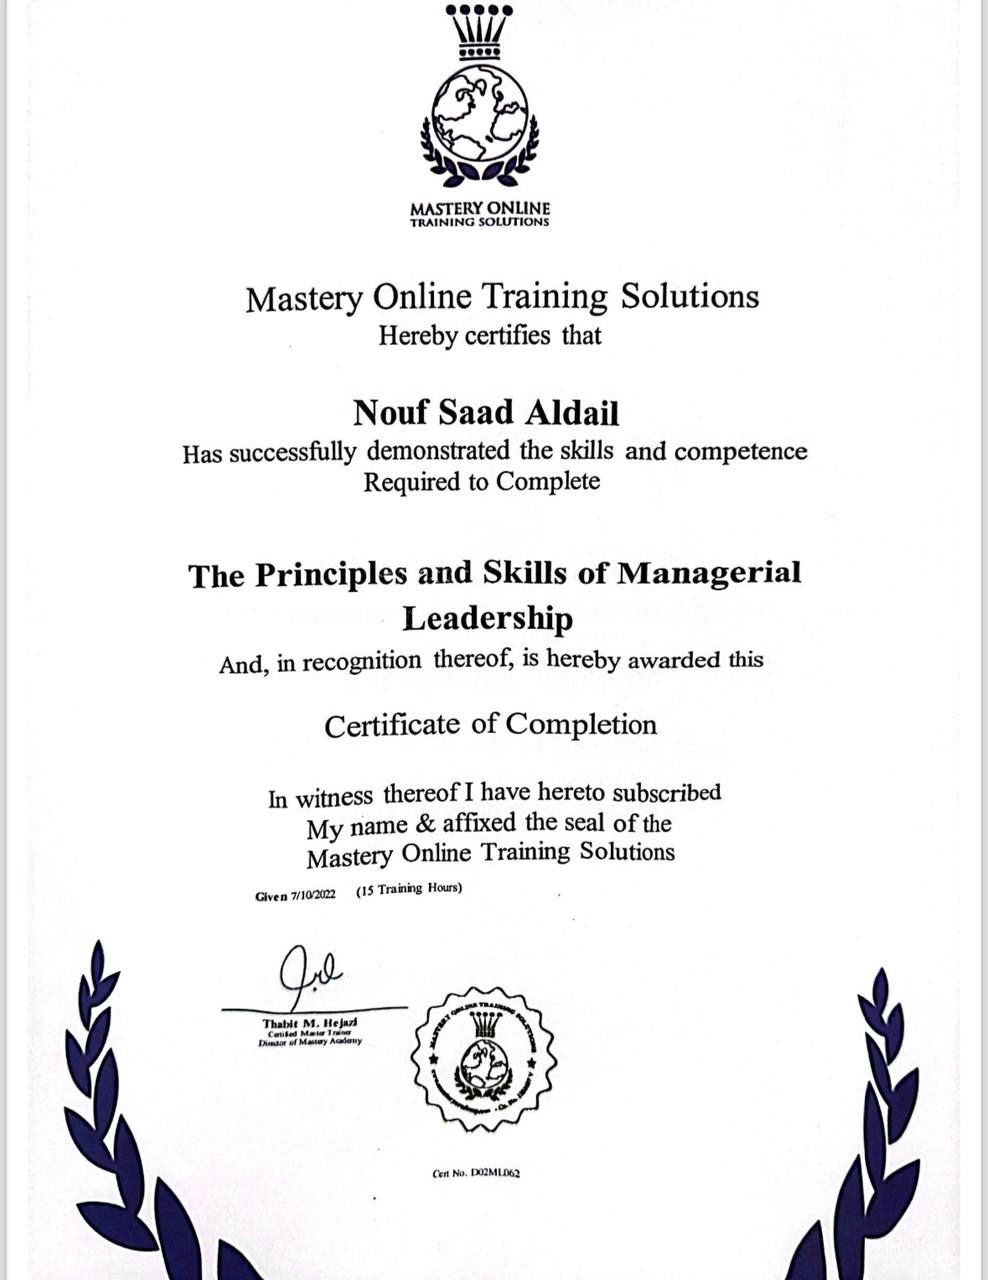 MASTERY ONLINE
TRAINING SOLUTIONS
Mastery Online Training Solutions
Hereby certifies that
Nouf Saad Aldail
Has successfully demonstrated the skills and competence
Required to Complete
The Principles and Skills of Managerial
Leadership
And, in recognition thereof, is hereby awarded this
Certificate of Completion
In witness thereof I have hereto subscribed
My name & affixed the seal of the
Mastery Online Training Solutions
Given 7/10/2022 (15 Training Hours)
Thabit M. Hejazi
Certified Master Trainer
Director of Mastery Academy
MASTERY ONLINE TRAINING SOLUTIONS
Cert No. D02ML062